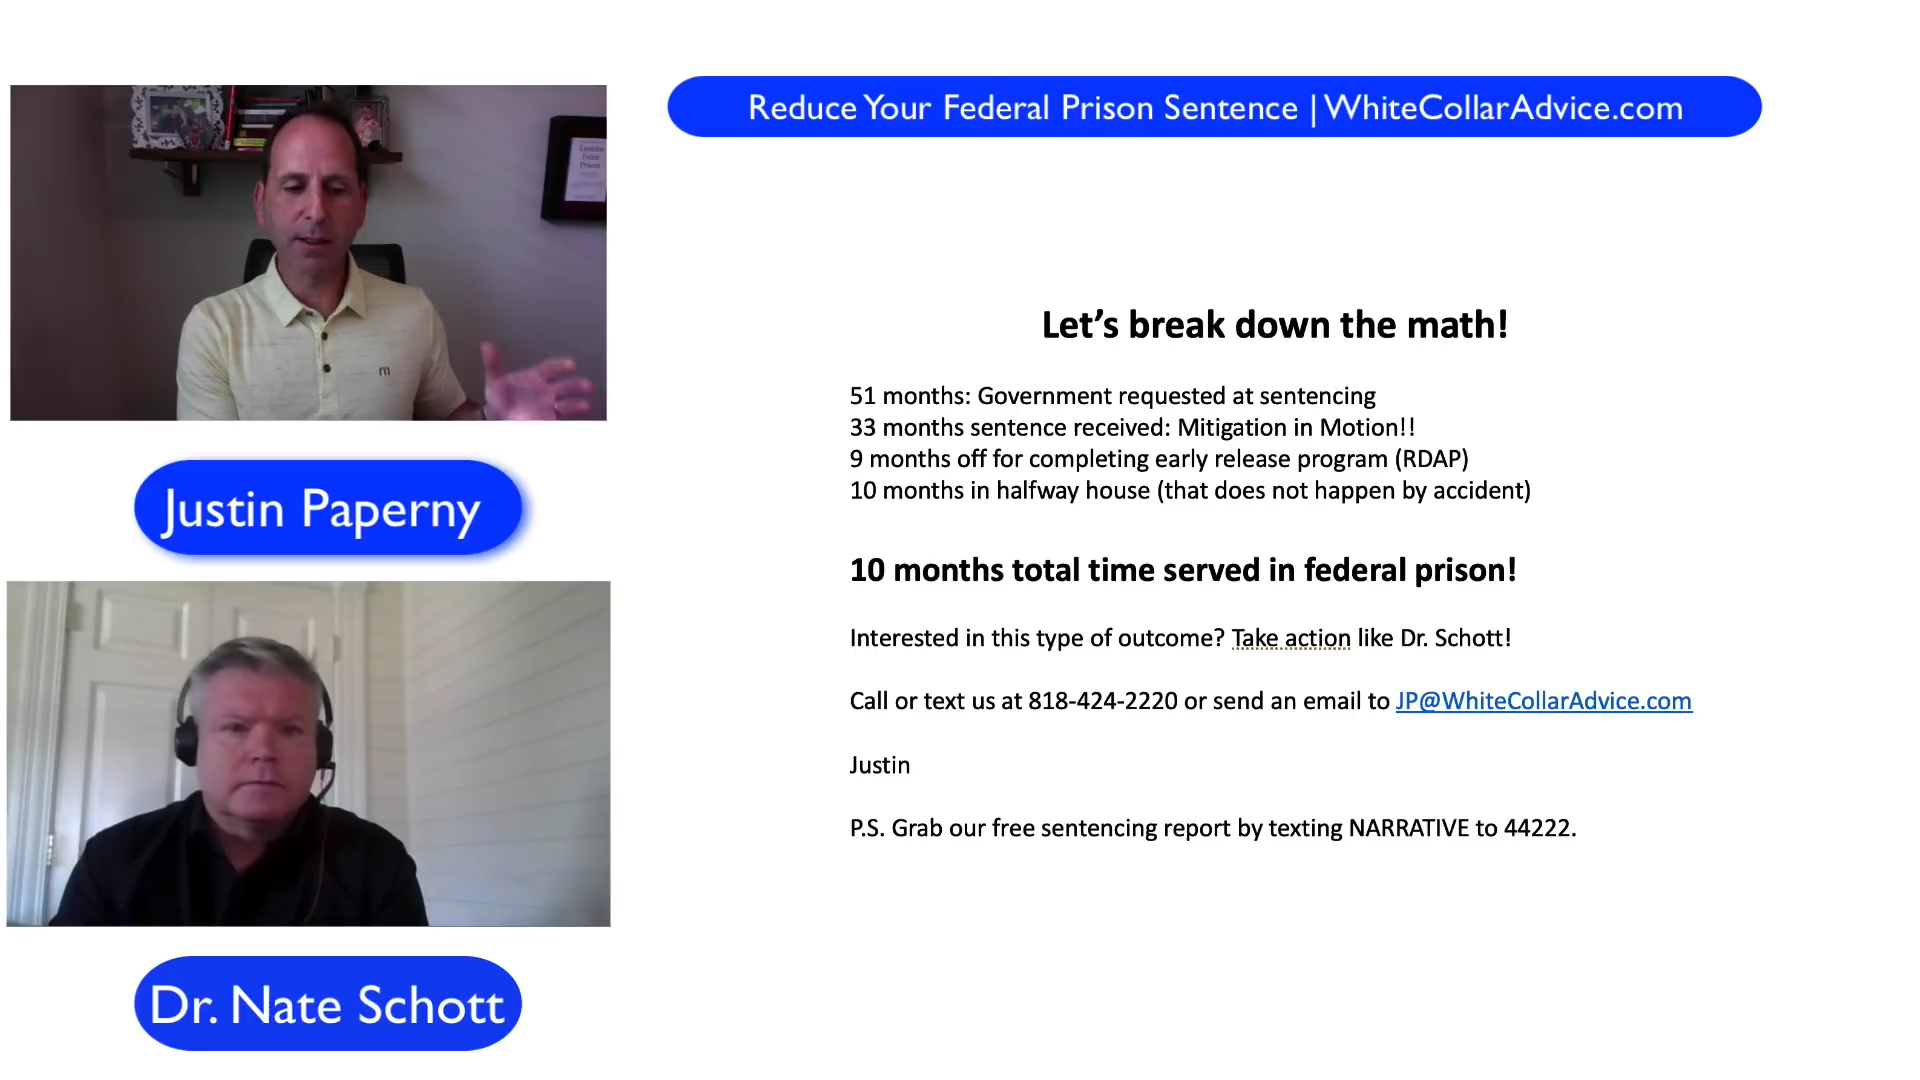 Reduce Your Federal Prison Sentence | WhiteCollarAdvice.com
Lessons
From
Prison
Justin Paperny
Dr. Nate Schott
Let’s break down the math!
51 months: Government requested at sentencing
33 months sentence received: Mitigation in Motion!!
9 months off for completing early release program (RDAP)
10 months in halfway house (that does not happen by accident)
10 months total time served in federal prison!
Interested in this type of outcome? Take action like Dr. Schott!
Call or text us at 818-424-2220 or send an email to JP@WhiteCollarAdvice.com
Justin
P.S. Grab our free sentencing report by texting NARRATIVE to 44222.